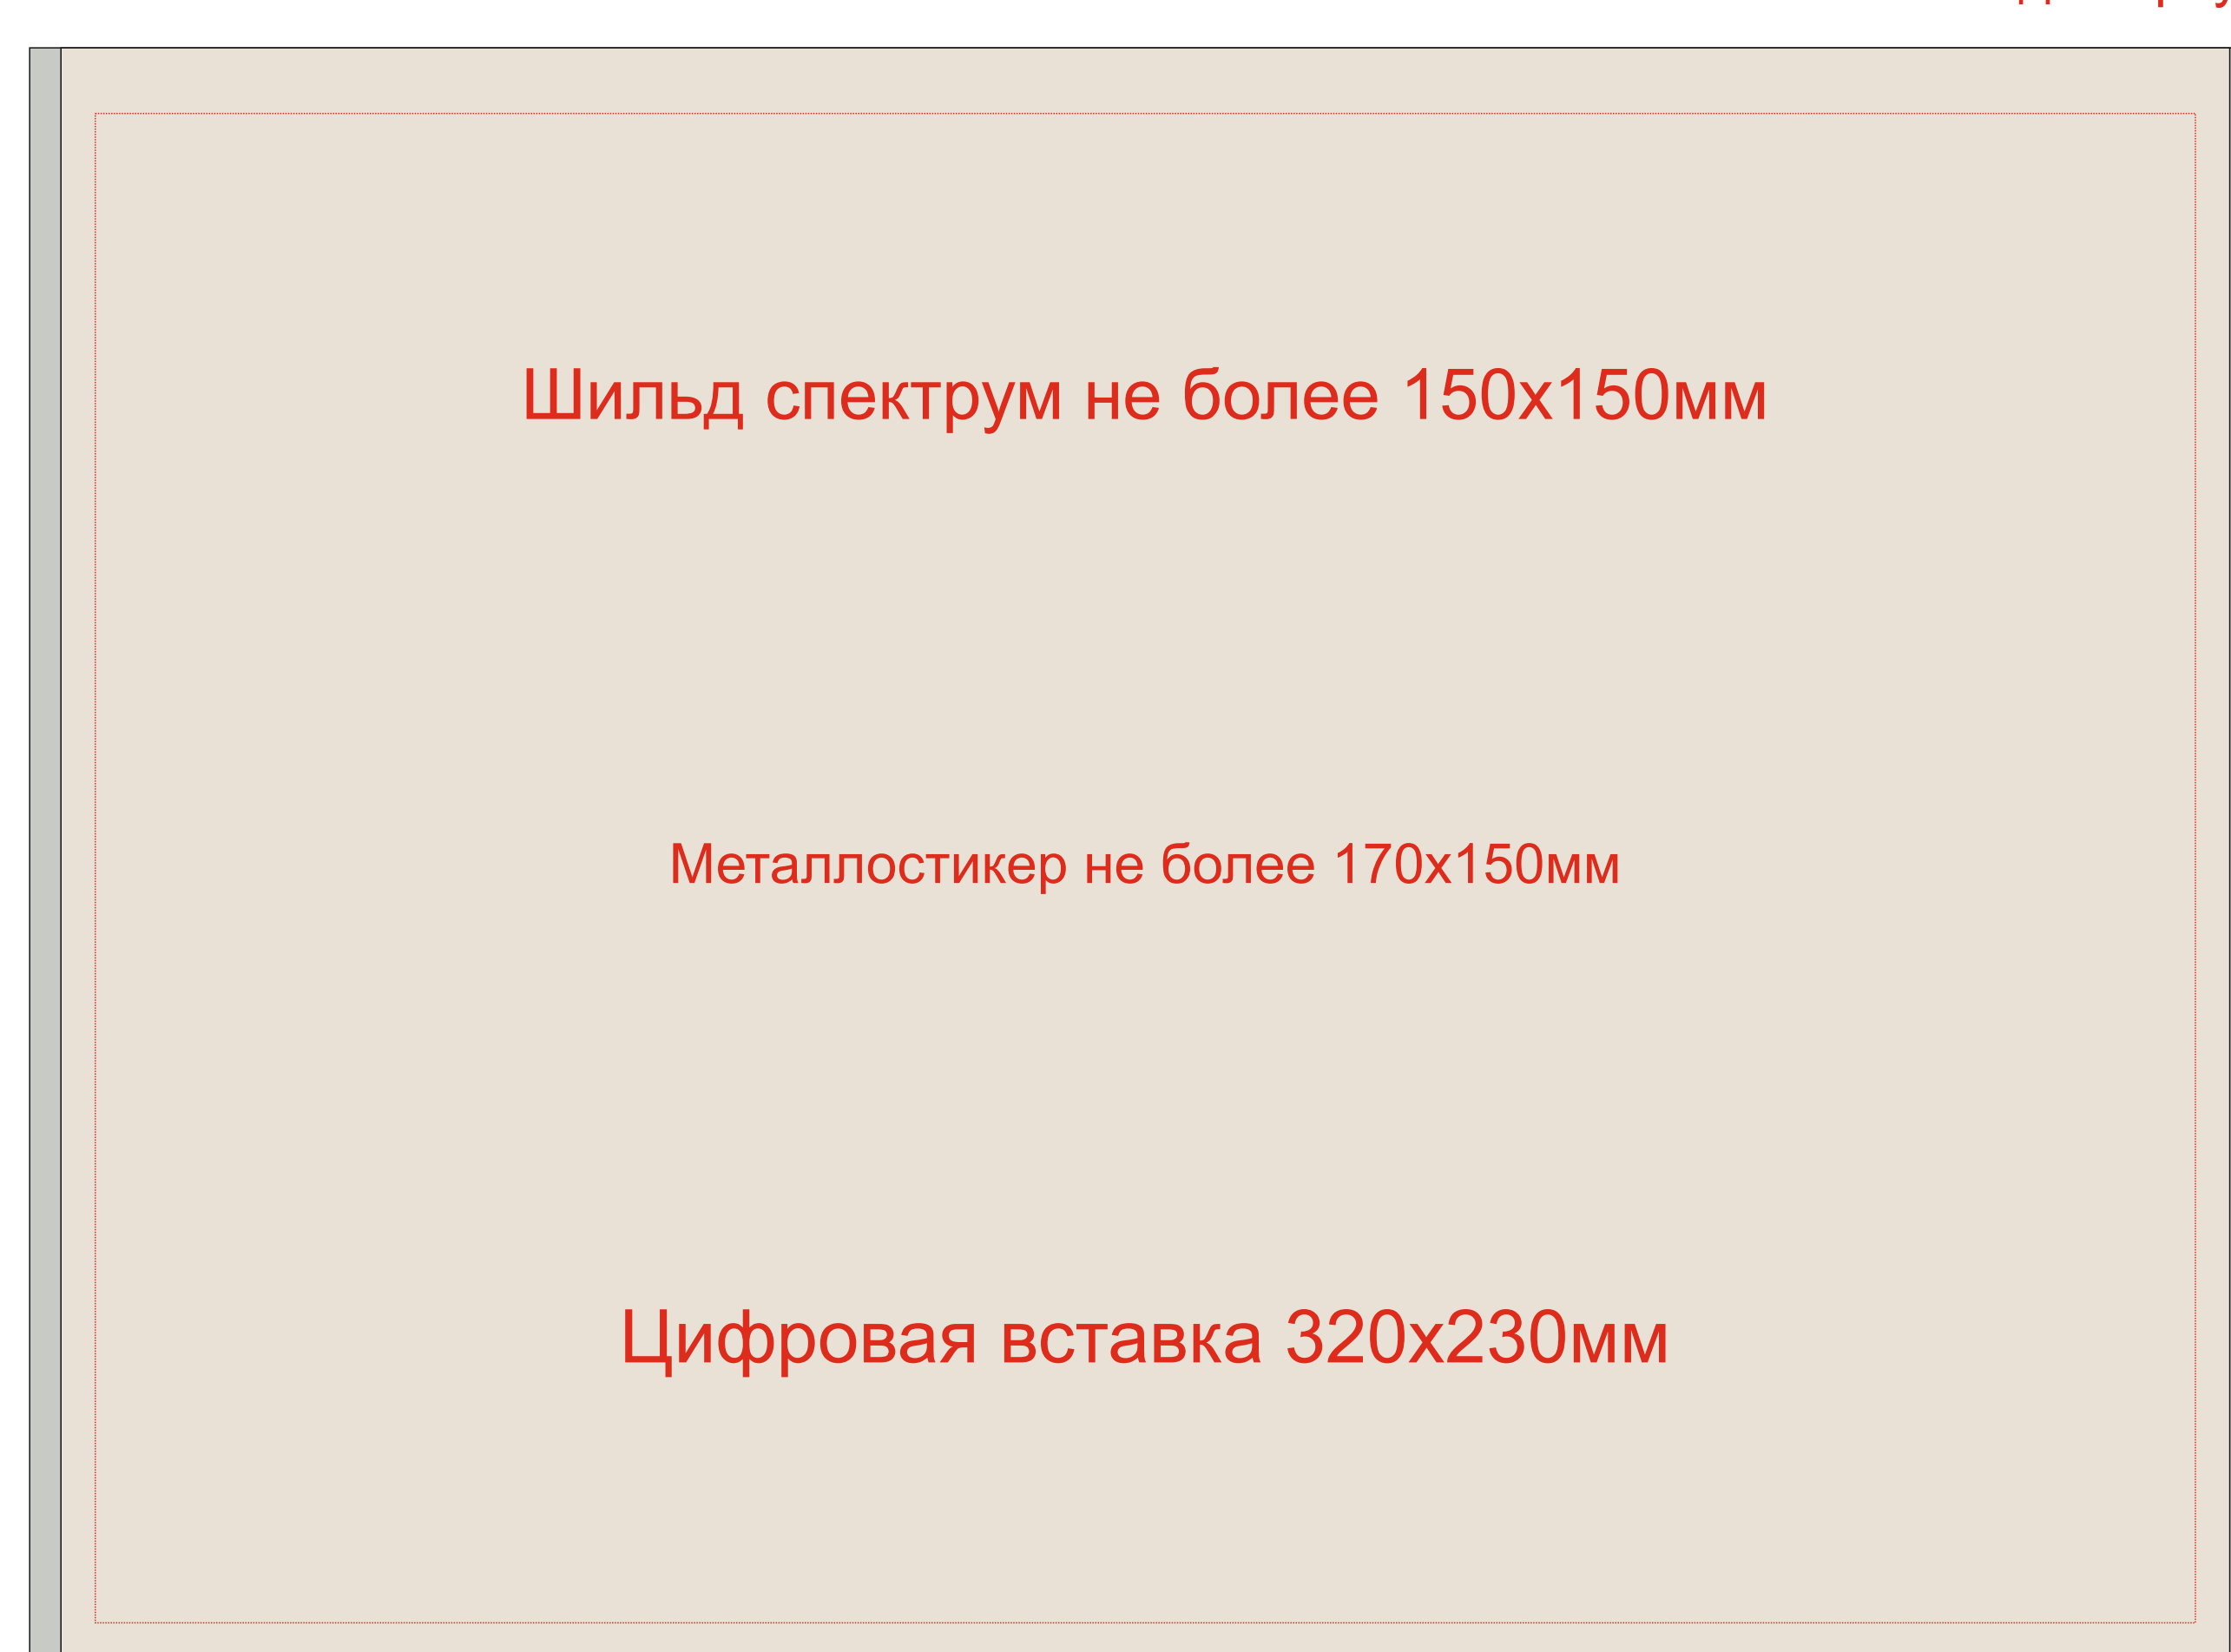 Шильд спектрум не более 150х150мм
Металлостикер не более 170х150мм
Цифровая вставка 320х230мм